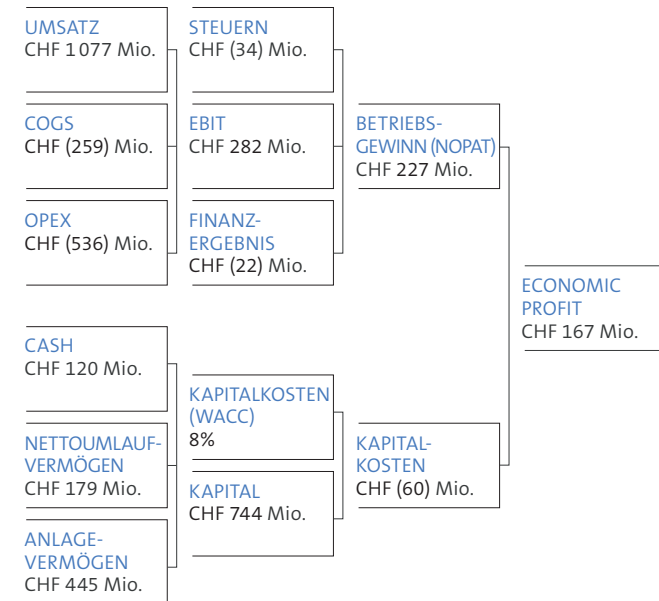 UMSATZ
CHF 1 077 Mio.
COGS
CHF (259) Mio.
OPEX
CHF (536) Mio.
STEUERN
CHF (34) Mio.
EBIT
CHF 282 Mio.
FINANZ-
ERGEBNIS
CHF (22) Mio.
BETRIEBS-
GEWINN (NOPAT)
CHF 227 Mio.
CASH
CHF 120 Mio.
NETTOUMLAUF-
VERMÖGEN
CHF 179 Mio.
ANLAGE-
VERMÖGEN
CHF 445 Mio.
KAPITALKOSTEN
(WACC)
8%
KAPITAL
CHF 744 Mio.
KAPITAL-
KOSTEN
CHF (60) Mio.
ECONOMIC
PROFIT
CHF 167 Mio.